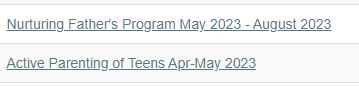 Nurturing Father's Program May 2023 - August 2023
Active Parenting of Teens Apr-May 2023